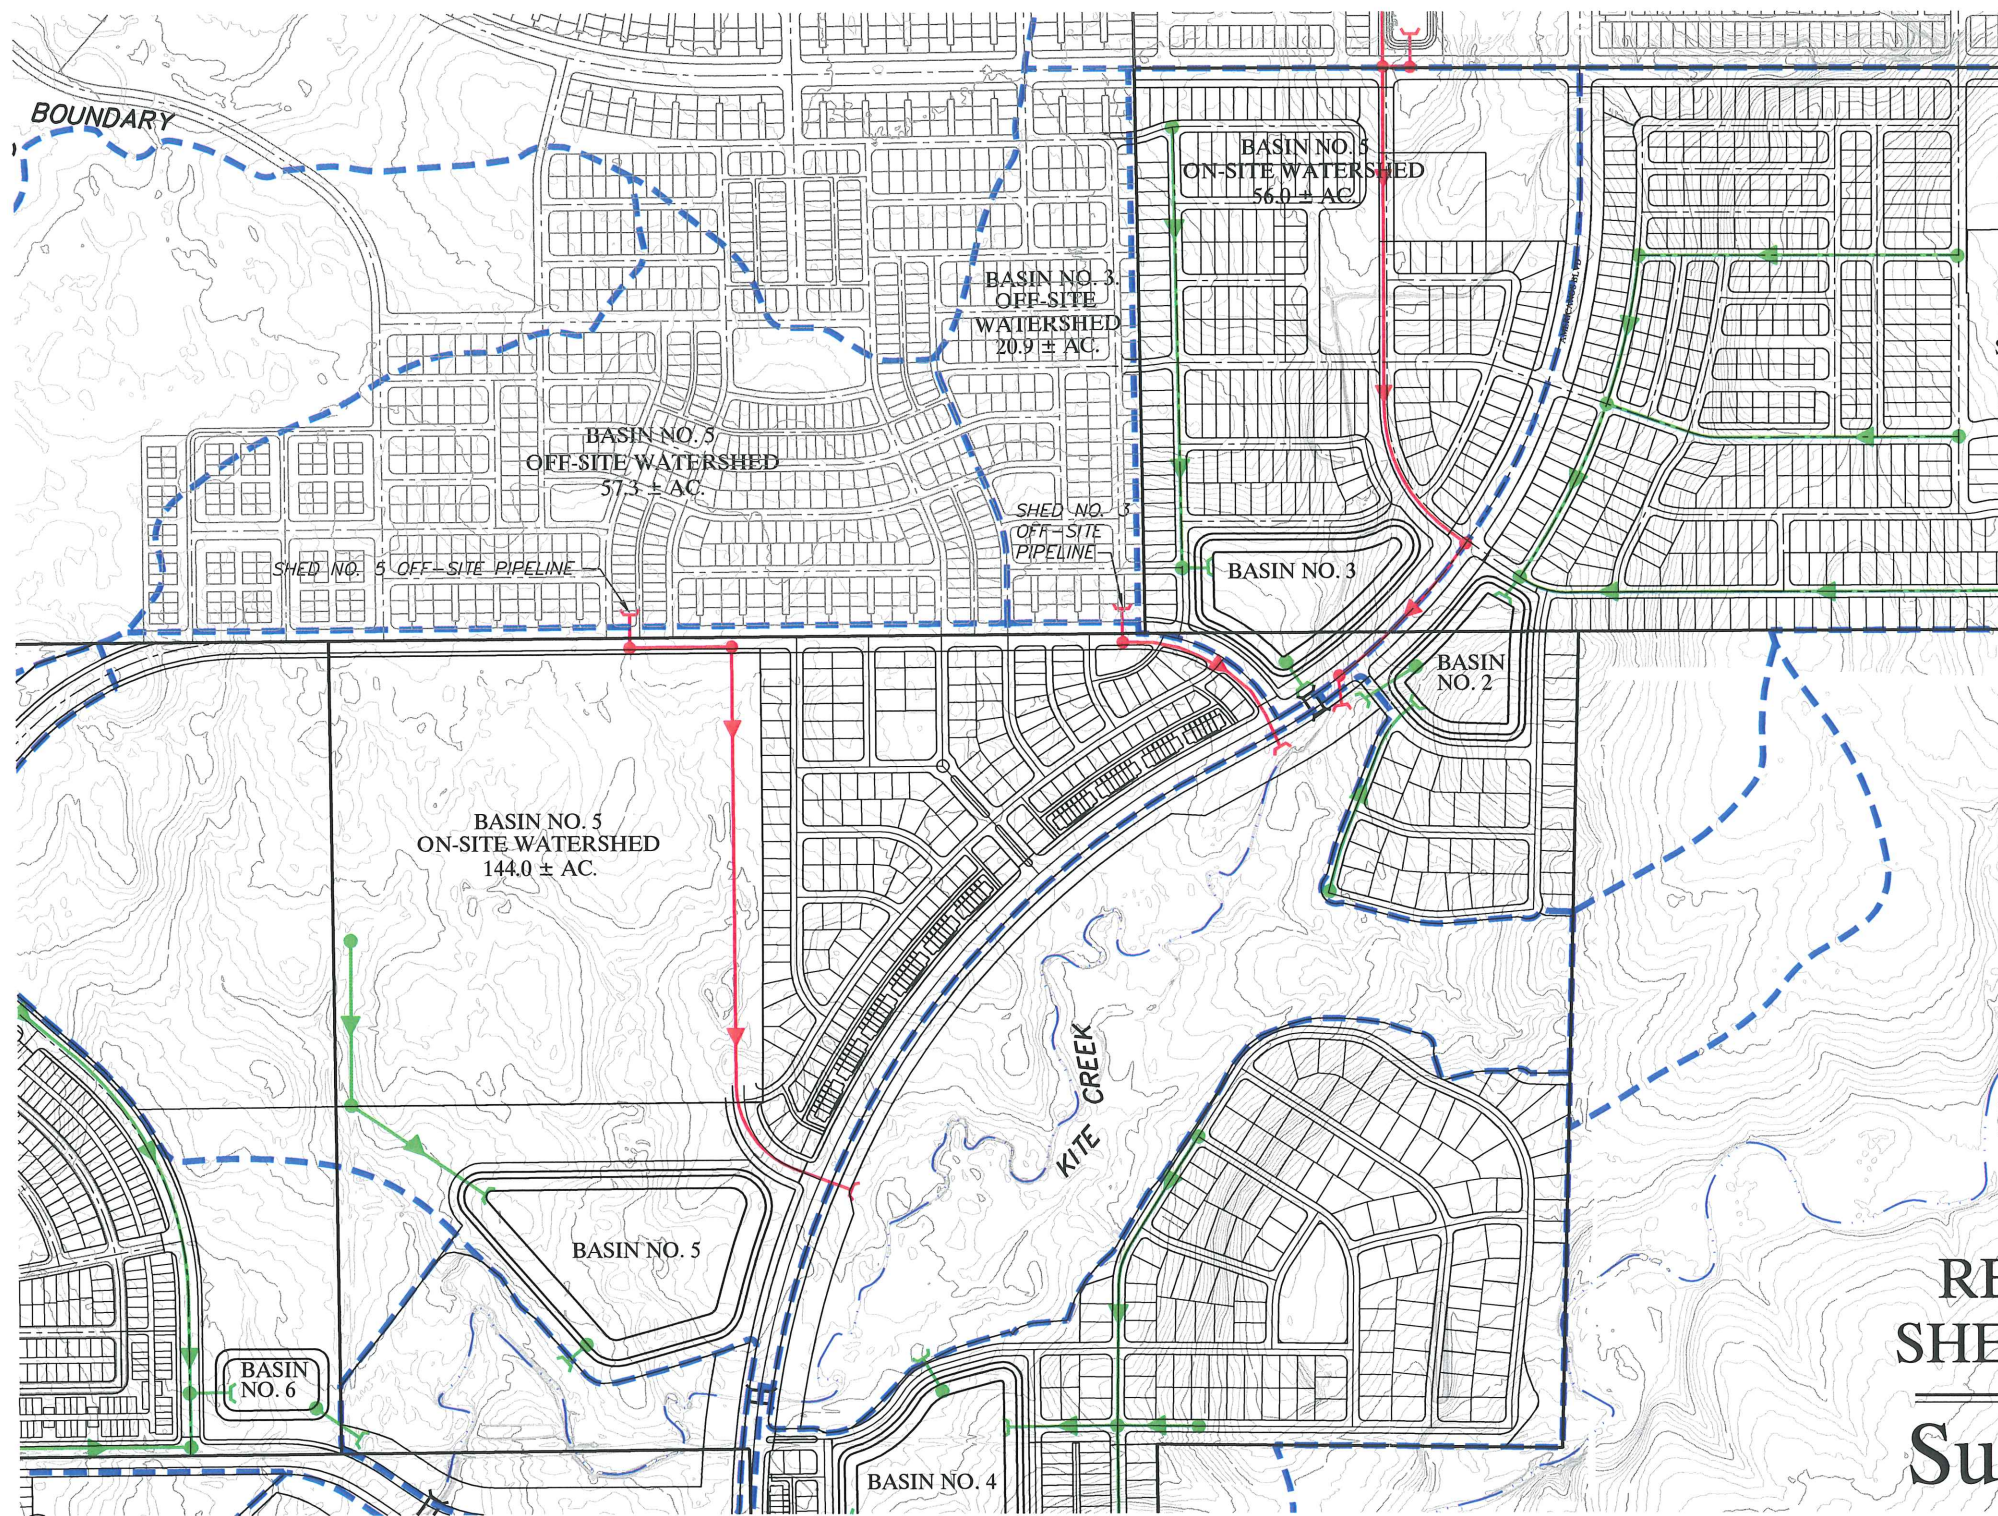 BOUNDARY
BASIN NO. 5
ON-SITE WATERSHED
56.0 ± AC.
BASIN NO. 3.
OFF-SITE
WATERSHED
20.9 ± AC.
BASIN NO. 5
OFF-SITE WATERSHED
57.3 ± AC.
SHED NO. 3
OFF-SITE
PIPELINE
SHED NO. 5 OFF-SITE PIPELINE
BASIN NO. 3
BASIN
NO. 2
BASIN NO. 5
ON-SITE WATERSHED
144.0 ± AC.
KITE CREEK
BASIN NO. 5
BASIN
NO. 6
BASIN NO. 4
RE
SHE
Su